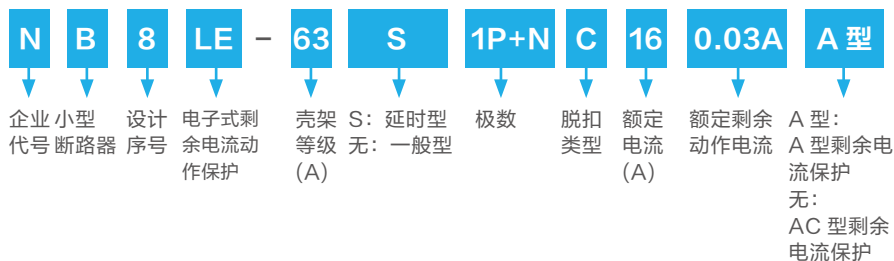 N B 8 LE – 63 S 1P+N C 16 0.03A A 型
企业
代号
小型
断路器
设计
序号
电子式剩
余电流动
作保护
壳架
等级
(A)
S：延时型
无：一般型
极数
脱扣
类型
额定
电流
(A)
额定剩余
动作电流
A 型：
A 型剩余电
流保护
无：
AC 型剩余
电流保护